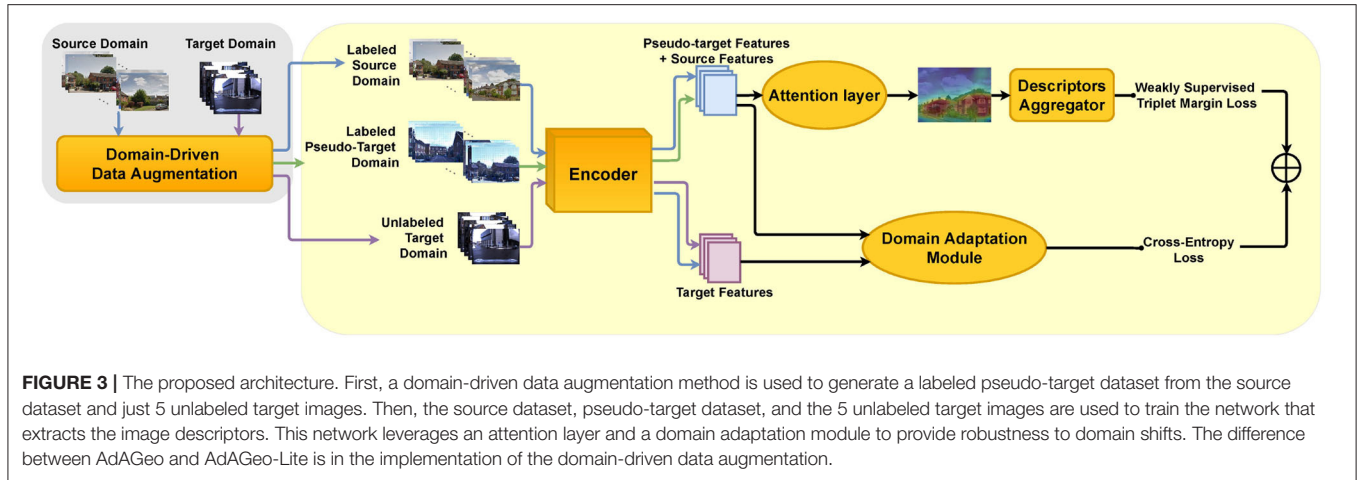 Source Domain
Target Domain
Domain-Driven
Data Augmentation
Labeled
Source
Domain
Labeled
Pseudo-Target
Domain
Unlabeled
Target
Domain
Encoder
Pseudo-target Features
+ Source Features
Target Features
Attention layer
Descriptors
Aggregator
Weakly Supervised
Triplet Margin Loss
Domain Adaptation
Module
Cross-Entropy
Loss
FIGURE 3 | The proposed architecture. First, a domain-driven data augmentation method is used to generate a labeled pseudo-target dataset from the source
dataset and just 5 unlabeled target images. Then, the source dataset, pseudo-target dataset, and the 5 unlabeled target images are used to train the network that
extracts the image descriptors. This network leverages an attention layer and a domain adaptation module to provide robustness to domain shifts. The difference
between AdAGeo and AdAGeo-Lite is in the implementation of the domain-driven data augmentation.